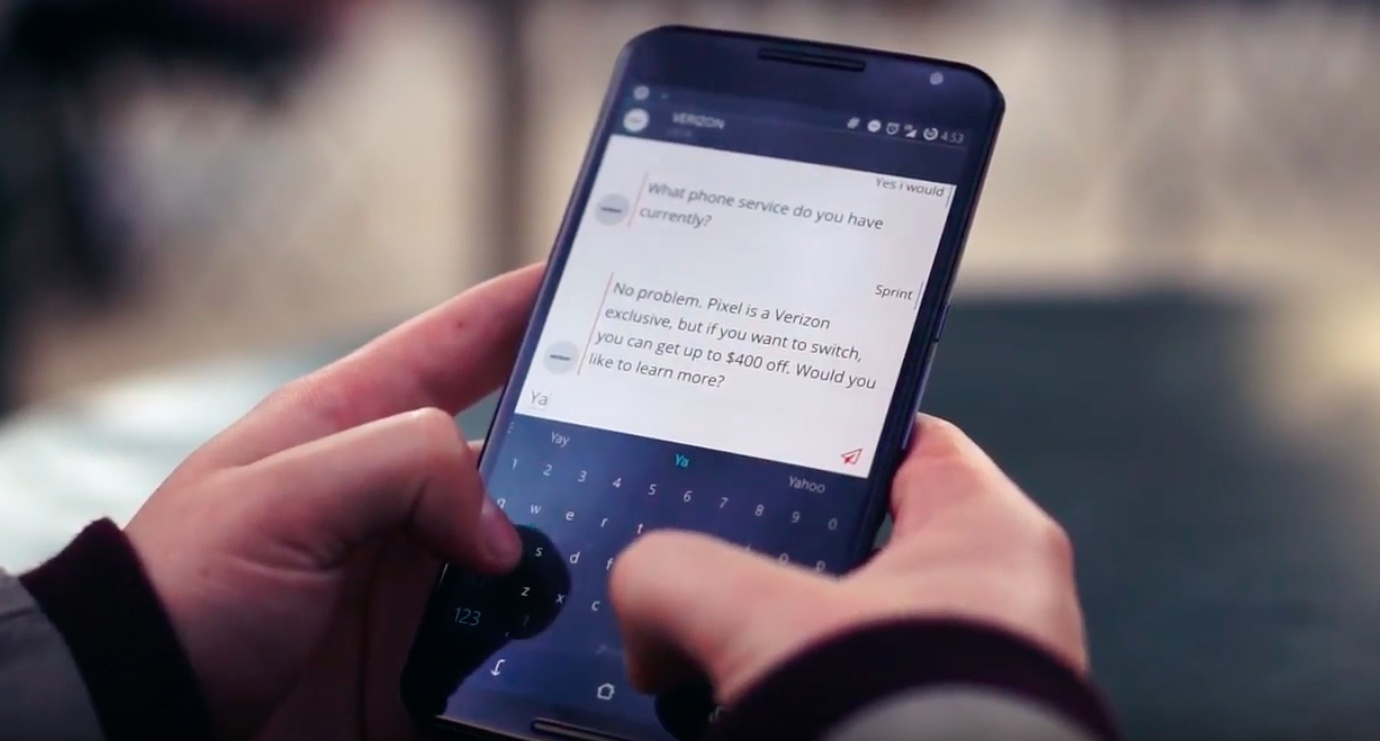 VERIZON
4:53
Yes i would
What phone service do you have
currently?
Sprint
No problem. Pixel is a Verizon
exclusive, but if you want to switch,
you can get up to $400 off. Would you
like to learn more?
Ya
Yay Ya Yahoo
1 2 3 4 5 6 7 8 9 0
q w e r t o p
s d f
z x c
123